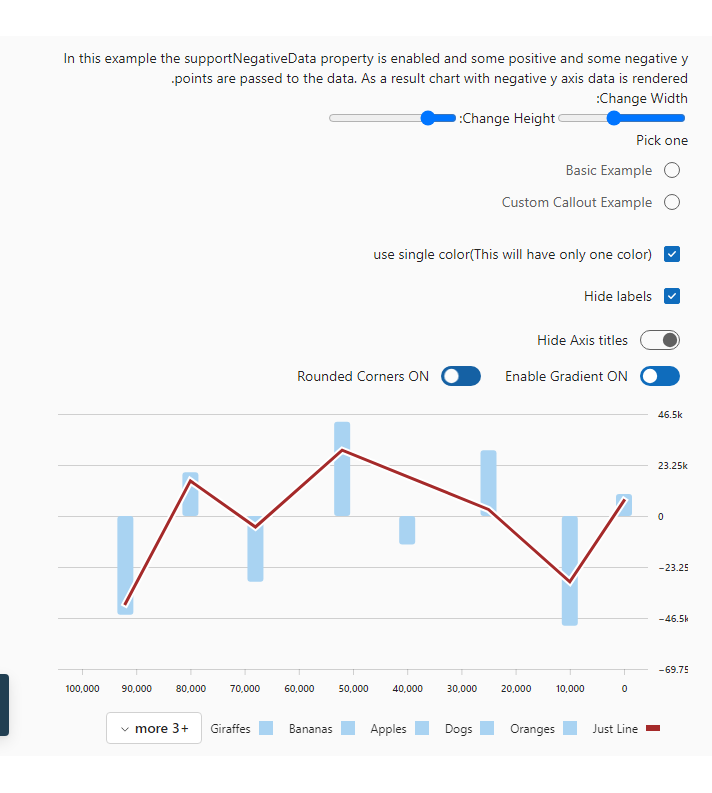 In this example the supportNegativeData property is enabled and some positive and some negative y
.points are passed to the data. As a result chart with negative y axis data is rendered
:Change Width
:Change Height
Pick one
Basic Example
Custom Callout Example
use single color(This will have only one color)
Hide labels
Hide Axis titles
Rounded Corners ON Enable Gradient ON
46.5k
23.25k
0
−23.25
−46.5k
−69.75
100,000 90,000 80,000 70,000 60,000 50,000 40,000 30,000 20,000 10,000 0
more 3+ Giraffes Bananas Apples Dogs Oranges Just Line